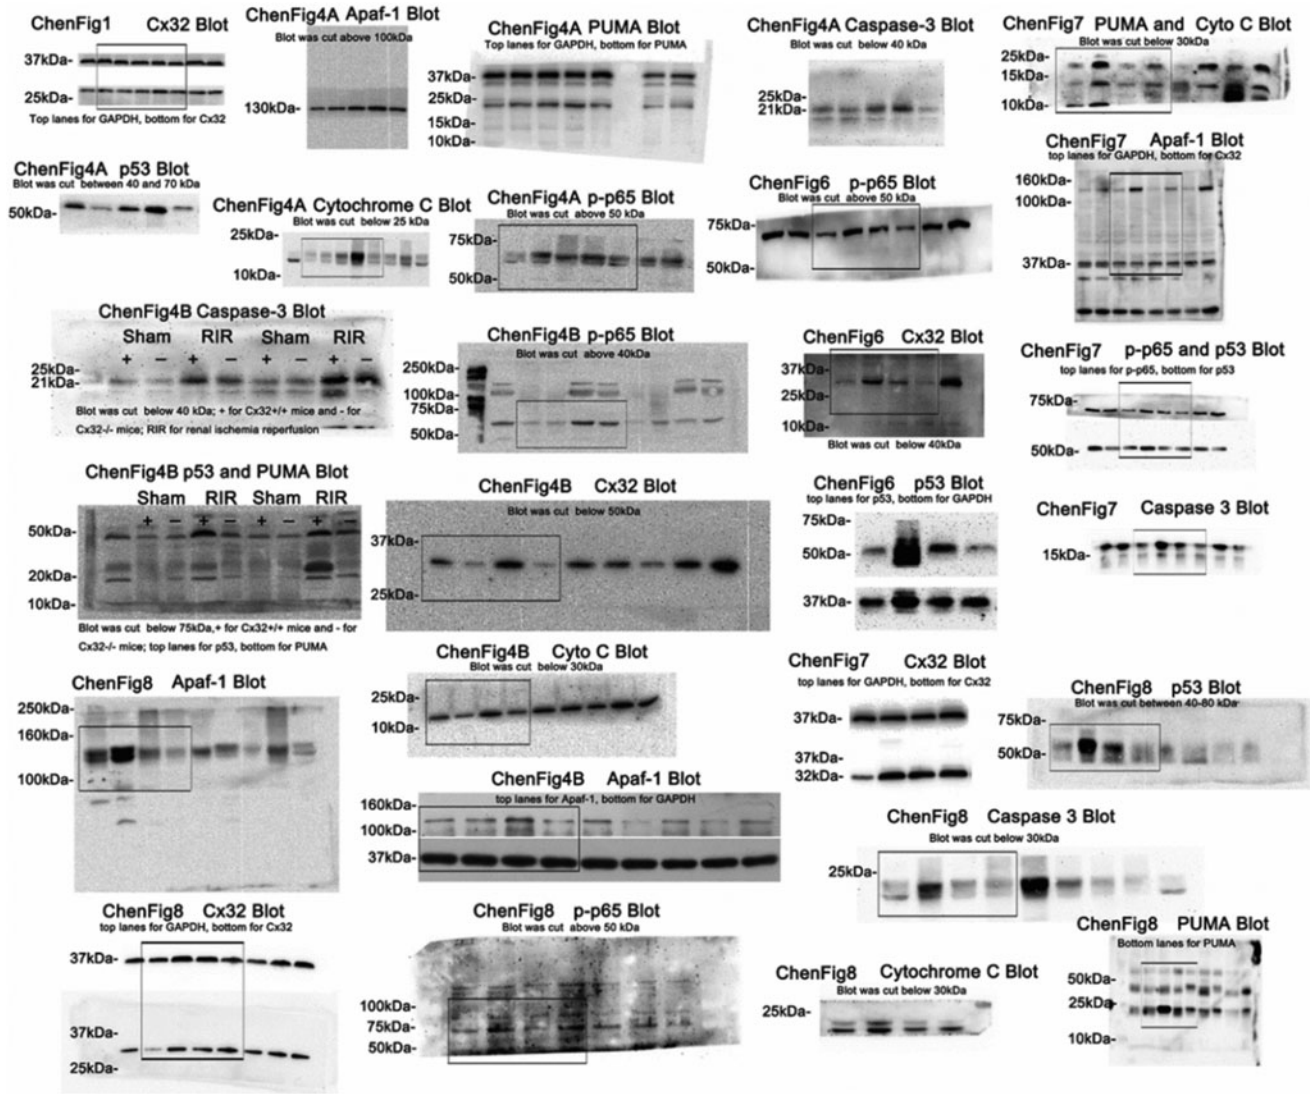 ChenFig1 Cx32 Blot
37kDa-
25kDa-
Top lanes for GAPDH, bottom for Cx32
ChenFig4A Apaf-1 Blot
Blot was cut above 100kDa
130kDa-
ChenFig4A PUMA Blot
Top lanes for GAPDH, bottom for PUMA
37kDa-
25kDa-
15kDa-
10kDa-
ChenFig4A Caspase-3 Blot
Blot was cut below 40 kDa
25kDa-
21kDa-
ChenFig7 PUMA and Cyto C Blot
Blot was cut below 30kDa
25kDa-
15kDa-
10kDa-
ChenFig4A p53 Blot
Blot was cut between 40 and 70 kDa
50kDa-
ChenFig4A Cytochrome C Blot
Blot was cut below 25 kDa
25kDa-
10kDa-
ChenFig4A p-p65 Blot
Blot was cut above 50 kDa
75kDa-
50kDa-
ChenFig6 p-p65 Blot
Blot was cut above 50 kDa
75kDa-
50kDa-
ChenFig7 Apaf-1 Blot
top lanes for GAPDH, bottom for Cx32
160kDa-
100kDa-
37kDa-
ChenFig4B Caspase-3 Blot
Sham RIR Sham RIR
+ - + - + - + -
25kDa-
21kDa-
Blot was cut below 40 kDa; + for Cx32+/+ mice and - for
Cx32-/- mice; RIR for renal ischemia reperfusion
ChenFig4B p-p65 Blot
Blot was cut above 40kDa
250kDa-
100kDa-
75kDa-
50kDa-
ChenFig6 Cx32 Blot
37kDa-
25kDa-
10kDa-
Blot was cut below 40kDa
ChenFig7 p-p65 and p53 Blot
top lanes for p-p65, bottom for p53
75kDa-
50kDa-
ChenFig4B p53 and PUMA Blot
Sham RIR Sham RIR
+ - + - + - + -
50kDa-
20kDa-
10kDa-
Blot was cut below 75kDa,+ for Cx32+/+ mice and - for
Cx32-/- mice; top lanes for p53, bottom for PUMA
ChenFig4B Cx32 Blot
Blot was cut below 50kDa
37kDa-
25kDa-
ChenFig6 p53 Blot
top lanes for p53, bottom for GAPDH
75kDa-
50kDa-
37kDa-
ChenFig7 Caspase 3 Blot
15kDa-
ChenFig4B Cyto C Blot
Blot was cut below 30kDa
25kDa-
10kDa-
ChenFig7 Cx32 Blot
top lanes for GAPDH, bottom for Cx32
37kDa-
37kDa-
32kDa-
ChenFig8 p53 Blot
Blot was cut between 40-80 kDa
75kDa-
50kDa-
ChenFig8 Apaf-1 Blot
250kDa-
160kDa-
100kDa-
ChenFig4B Apaf-1 Blot
top lanes for Apaf-1, bottom for GAPDH
160kDa-
100kDa-
37kDa-
ChenFig8 Caspase 3 Blot
Blot was cut below 30kDa
25kDa-
ChenFig8 Cx32 Blot
top lanes for GAPDH, bottom for Cx32
37kDa-
37kDa-
25kDa-
ChenFig8 p-p65 Blot
Blot was cut above 50 kDa
100kDa-
75kDa-
50kDa-
ChenFig8 Cytochrome C Blot
Blot was cut below 30kDa
25kDa-
ChenFig8 PUMA Blot
Bottom lanes for PUMA
50kDa-
25kDa-
10kDa-